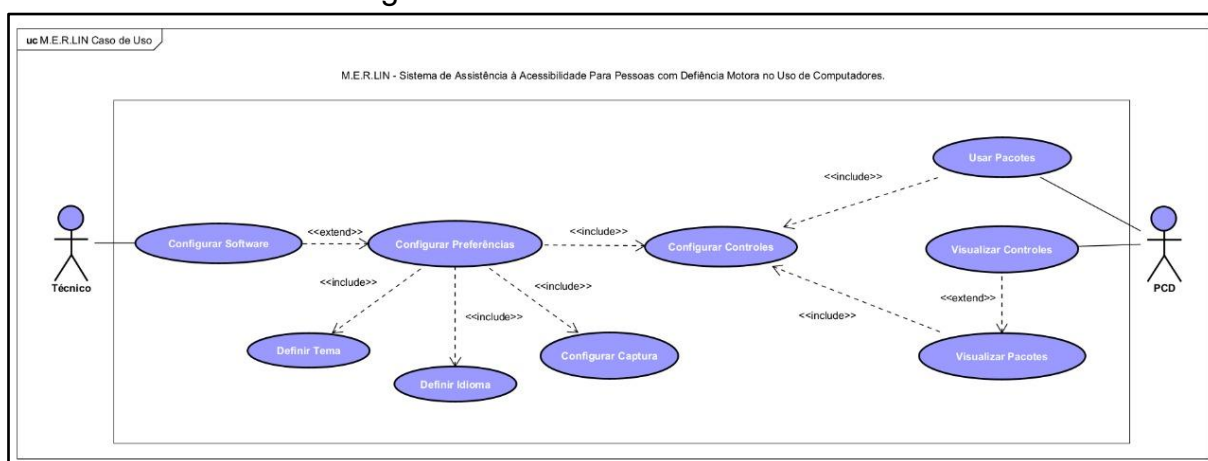 uc M.E.R.LIN Caso de Uso
M.E.R.LIN - Sistema de Assistência à Acessibilidade Para Pessoas com Defiência Motora no Uso de Computadores.
Usar Pacotes
<<include>>
<<extend>>
<<include>>
Configurar Software
Configurar Preferências
Configurar Controles
Visualizar Controles
Técnico
PCD
<<include>>
<<include>>
<<include>>
<<extend>>
<<include>>
Definir Tema
Configurar Captura
Visualizar Pacotes
Definir Idioma